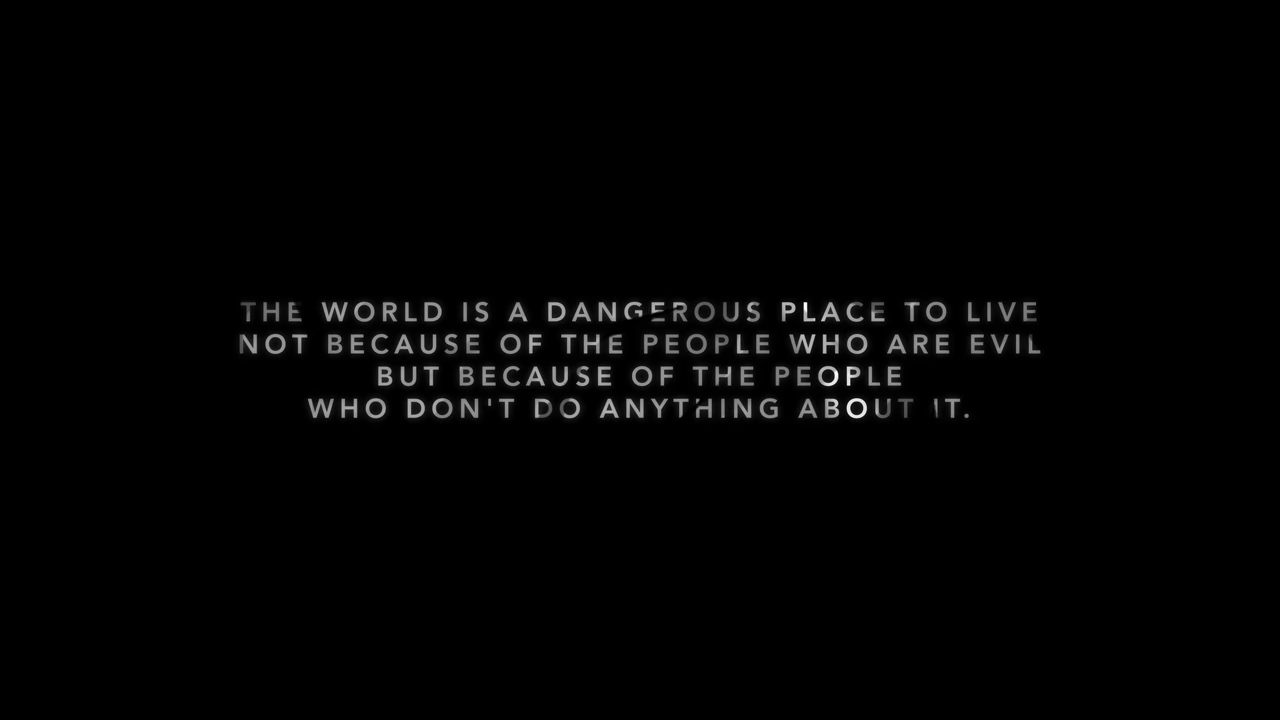 THE WORLD IS A DANGEROUS PLACE TO LIVE
NOT BECAUSE OF THE PEOPLE WHO ARE EVIL
BUT BECAUSE OF THE PEOPLE
WHO DON'T DO ANYTHING ABOUT IT.